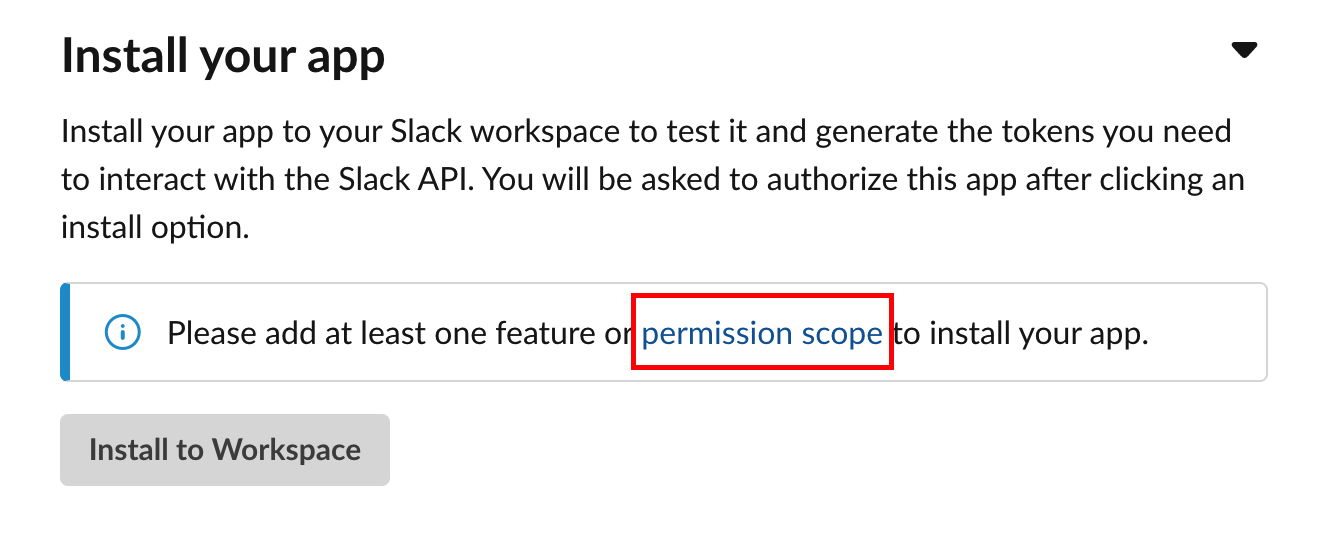 Install your app
Install your app to your Slack workspace to test it and generate the tokens you need
to interact with the Slack API. You will be asked to authorize this app after clicking an
install option.
Please add at least one feature or permission scope to install your app.
Install to Workspace